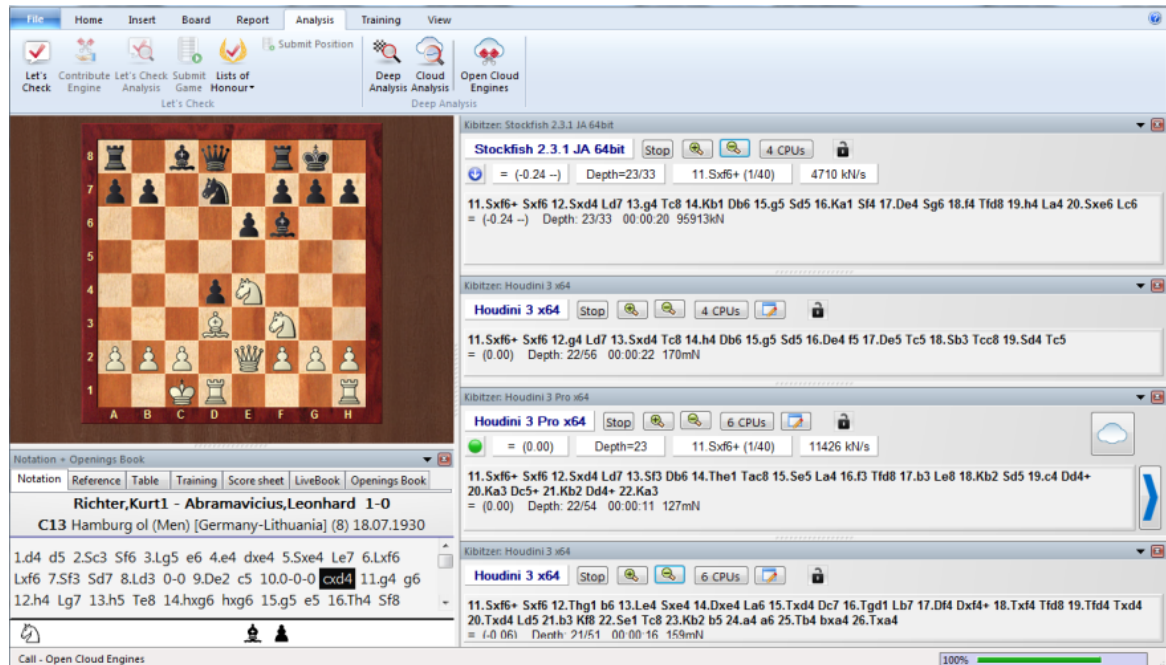 File Home Insert Board Report Analysis Training View
Submit Position
Let's Check
Contribute Engine
Let's Check Analysis
Submit Game
Lists of Honour
Deep Analysis
Cloud Analysis
Open Cloud Engines
Let's Check
Deep Analysis
8
7
6
5
4
3
2
1
A B C D E F G H
Notation + Openings Book
Notation Reference Table Training Score sheet LiveBook Openings Book
Richter,Kurt1 - Abramavicius,Leonhard 1-0
C13 Hamburg ol (Men) [Germany-Lithuania] (8) 18.07.1930
1.d4 d5 2.Sc3 Sf6 3.Lg5 e6 4.e4 dxe4 5.Sxe4 Le7 6.Lxf6
Lxf6 7.Sf3 Sd7 8.Ld3 0-0 9.De2 c5 10.0-0-0 cxd4 11.g4 g6
12.h4 Lg7 13.h5 Te8 14.hxg6 hxg6 15.g5 e5 16.Th4 Sf8
Kibitzer: Stockfish 2.3.1 JA 64bit
Stockfish 2.3.1 JA 64bit Stop 4 CPUs
= (-0.24 --) Depth=23/33 11.Sxf6+ (1/40) 4710 kN/s
11.Sxf6+ Sxf6 12.Sxd4 Ld7 13.g4 Tc8 14.Kb1 Db6 15.g5 Sd5 16.Ka1 Sf4 17.De4 Sg6 18.f4 Tfd8 19.h4 La4 20.Sxe6 Lc6
= (-0.24 --) Depth: 23/33 00:00:20 95913kN
Kibitzer: Houdini 3 x64
Houdini 3 x64 Stop 4 CPUs
11.Sxf6+ Sxf6 12.g4 Ld7 13.Sxd4 Tc8 14.h4 Db6 15.g5 Sd5 16.De4 f5 17.De5 Tc5 18.Sb3 Tcc8 19.Sd4 Tc5
= (0.00) Depth: 22/56 00:00:22 170mN
Kibitzer: Houdini 3 Pro x64
Houdini 3 Pro x64 Stop 6 CPUs
= (0.00) Depth=23 11.Sxf6+ (1/40) 11426 kN/s
11.Sxf6+ Sxf6 12.Sxd4 Ld7 13.Sf3 Db6 14.The1 Tac8 15.Se5 La4 16.f3 Tfd8 17.b3 Le8 18.Kb2 Sd5 19.c4 Dd4+
20.Ka3 Dc5+ 21.Kb2 Dd4+ 22.Ka3
= (0.00) Depth: 22/54 00:00:11 127mN
Kibitzer: Houdini 3 x64
Houdini 3 x64 Stop 6 CPUs
11.Sxf6+ Sxf6 12.Thg1 b6 13.Le4 Sxe4 14.Dxe4 La6 15.Txd4 Dc7 16.Tgd1 Lb7 17.Df4 Dxf4+ 18.Txf4 Tfd8 19.Tfd4 Txd4
20.Txd4 Ld5 21.b3 Kf8 22.Se1 Tc8 23.Kb2 b5 24.a4 a6 25.Tb4 bxa4 26.Txa4
= (-0.06) Depth: 21/51 00:00:16 159mN
Call - Open Cloud Engines
100%